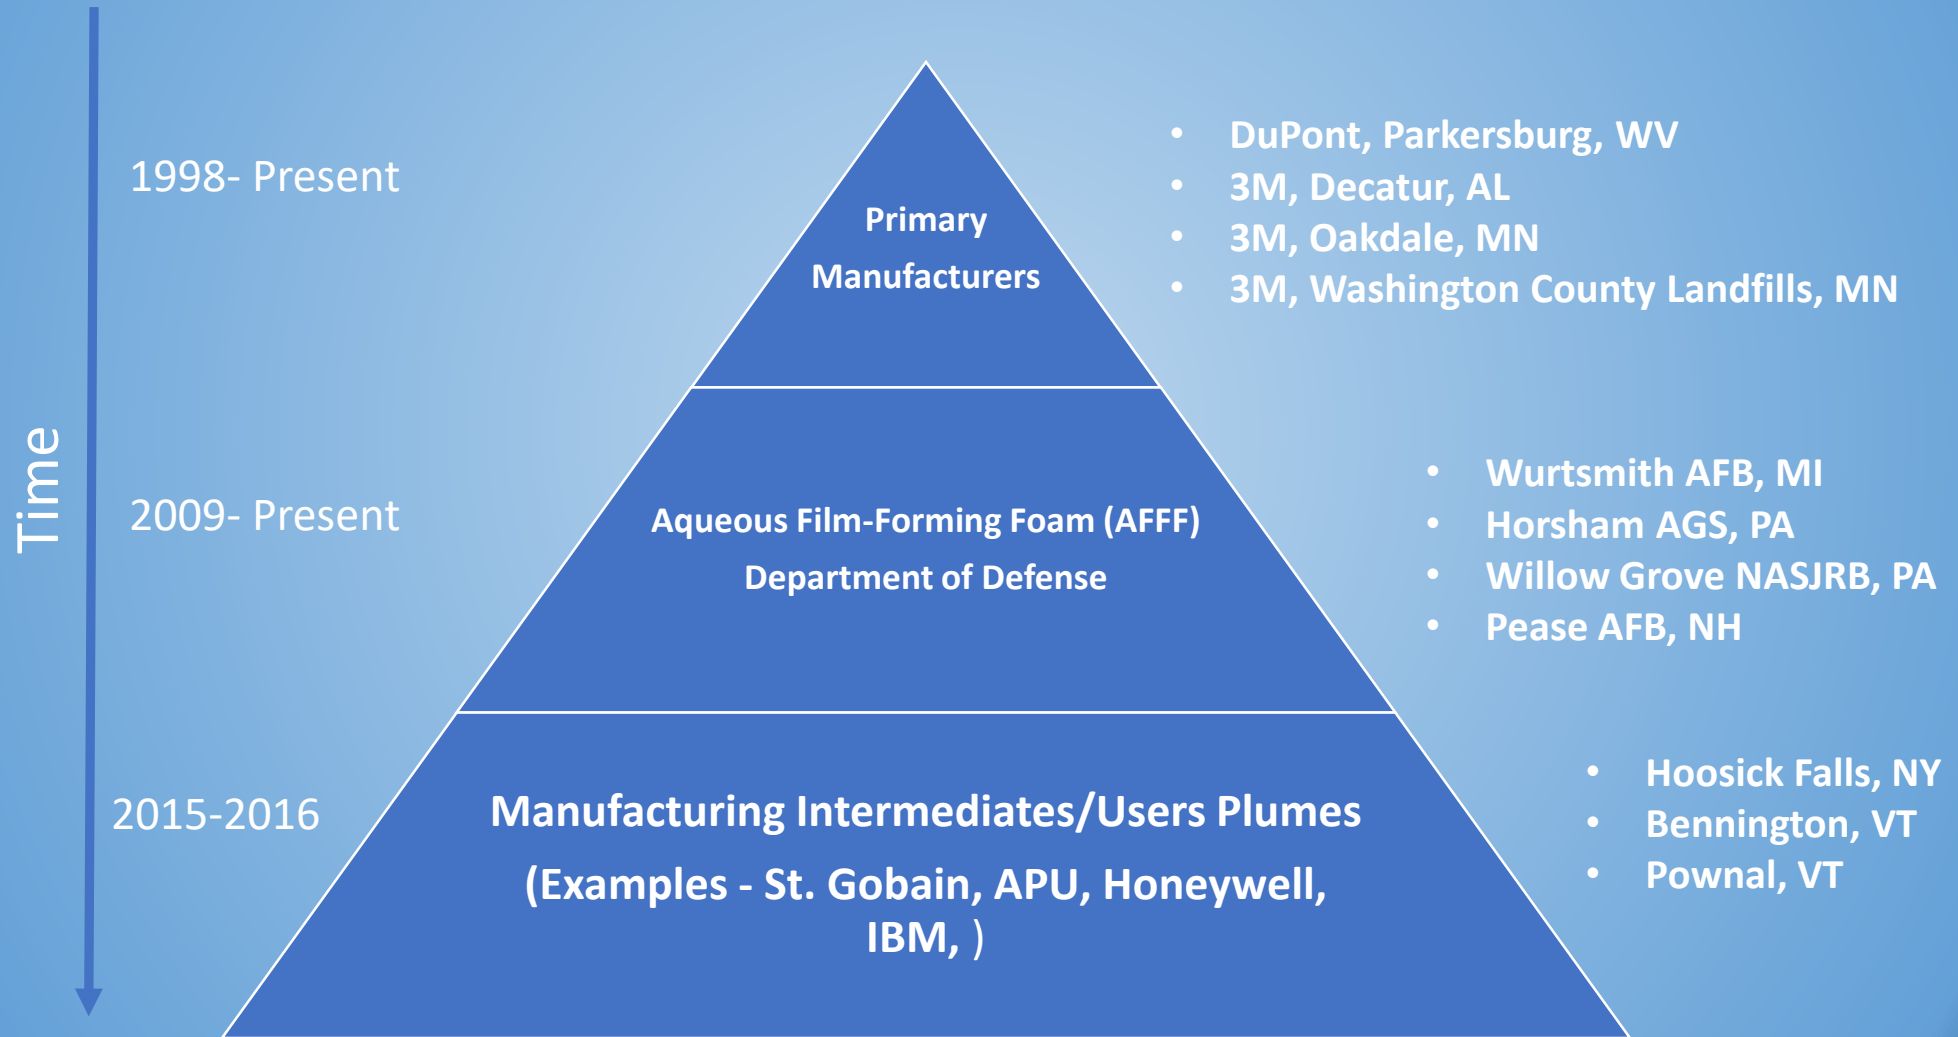 Time
1998- Present
Primary
Manufacturers
• DuPont, Parkersburg, WV
• 3M, Decatur, AL
• 3M, Oakdale, MN
• 3M, Washington County Landfills, MN
2009- Present
Aqueous Film-Forming Foam (AFFF)
Department of Defense
• Wurtsmith AFB, MI
• Horsham AGS, PA
• Willow Grove NASJRB, PA
• Pease AFB, NH
2015-2016
Manufacturing Intermediates/Users Plumes
(Examples - St. Gobain, APU, Honeywell,
IBM, )
• Hoosick Falls, NY
• Bennington, VT
• Pownal, VT